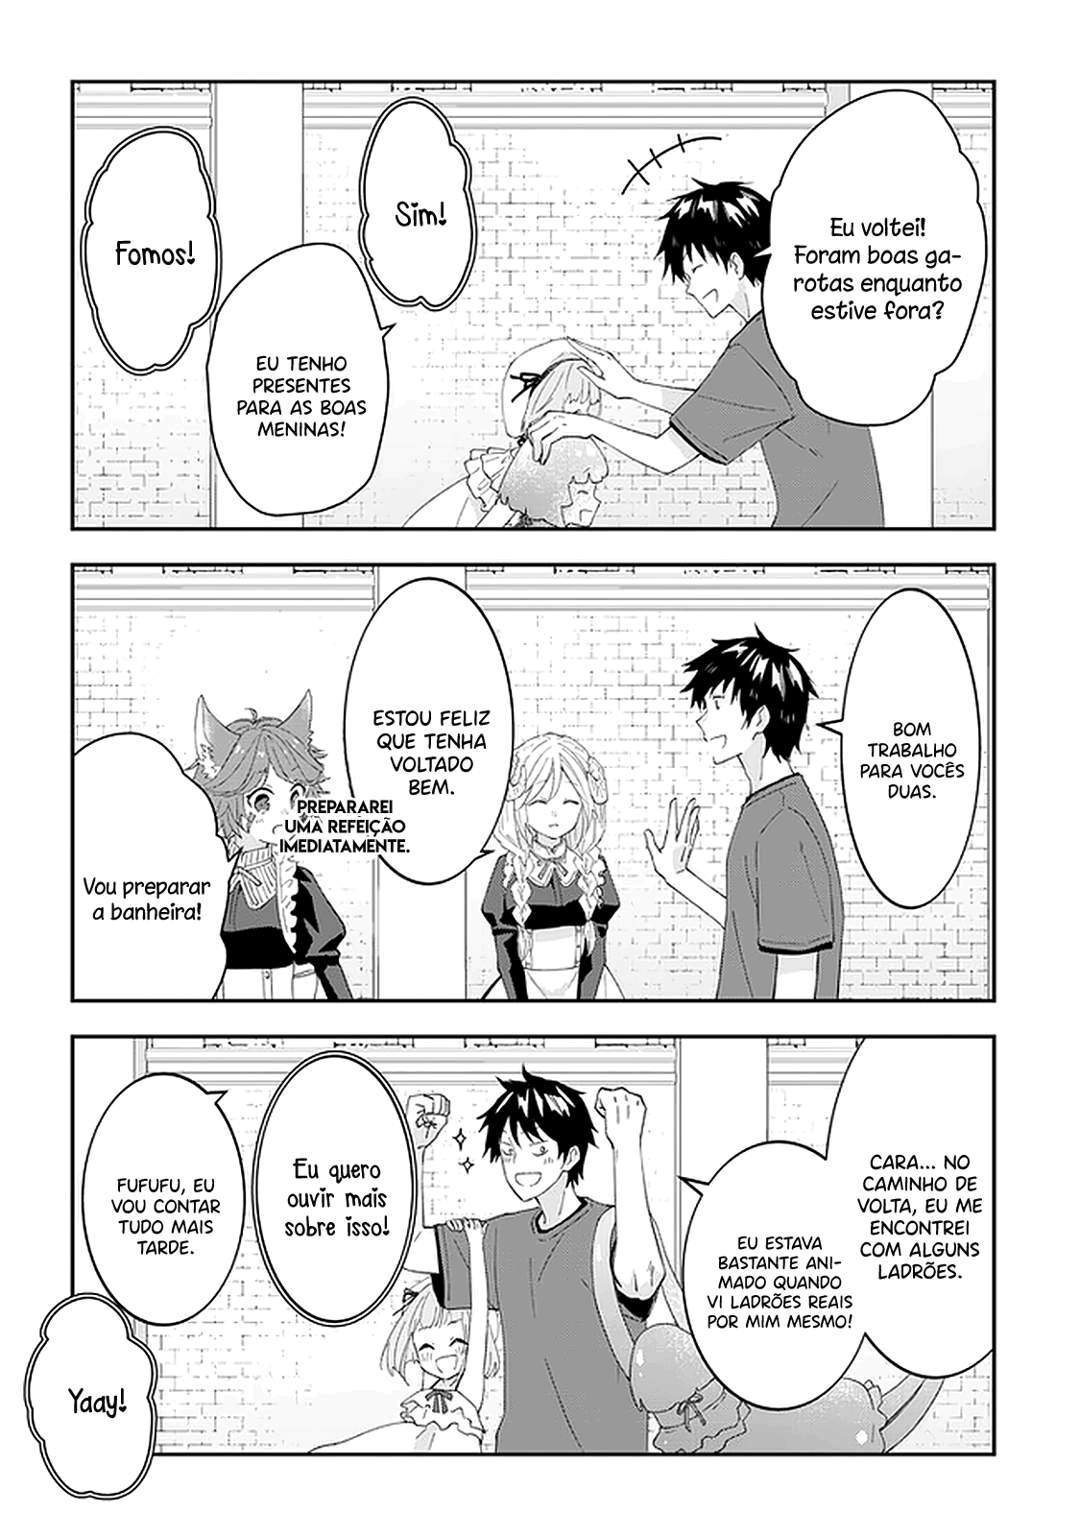 Eu voltei!
Foram boas ga-
rotas enquanto
estive fora?
Sim!
Fomos!
EU TENHO
PRESENTES
PARA AS BOAS
MENINAS!
BOM
TRABALHO
PARA VOCÊS
DUAS.
ESTOU FELIZ
QUE TENHA
VOLTADO
BEM.
PREPARAREI
UMA REFEIÇÃO
IMEDIATAMENTE.
Vou preparar
a banheira!
CARA... NO
CAMINHO DE
VOLTA, EU ME
ENCONTREI
COM ALGUNS
LADRÕES.
EU ESTAVA
BASTANTE ANI-
MADO QUANDO
VI LADRÕES REAIS
POR MIM MESMO!
Eu quero
ouvir mais
sobre isso!
FUFUFU, EU
VOU CONTAR
TUDO MAIS
TARDE.
Yaay!